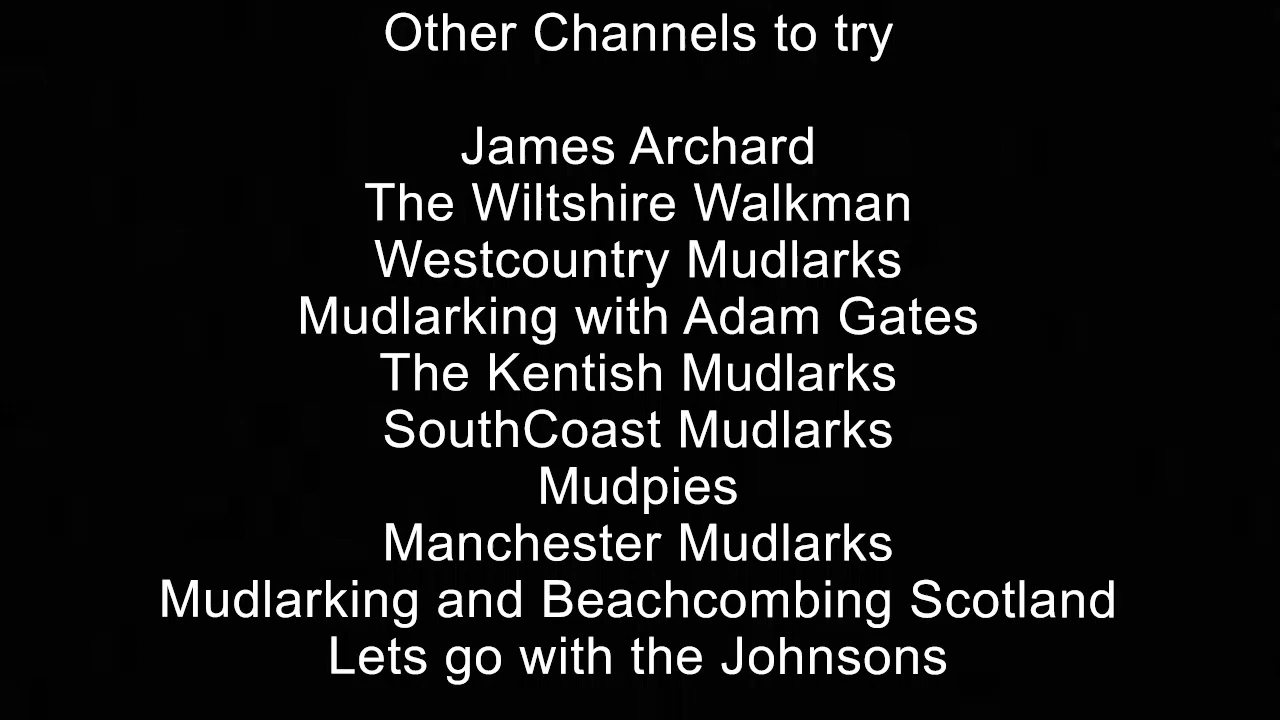 Other Channels to try
James Archard
The Wiltshire Walkman
Westcountry Mudlarks
Mudlarking with Adam Gates
The Kentish Mudlarks
SouthCoast Mudlarks
Mudpies
Manchester Mudlarks
Mudlarking and Beachcombing Scotland
Lets go with the Johnsons